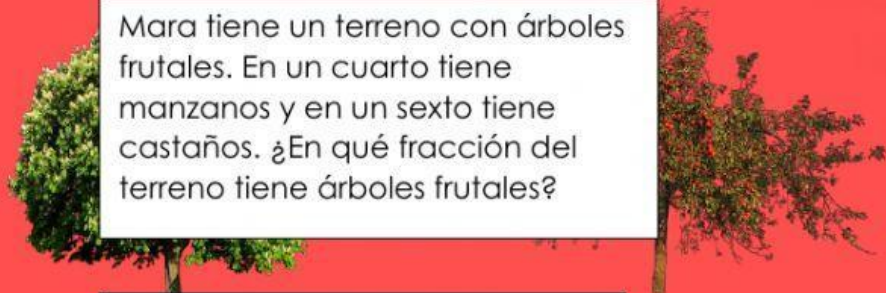 Mara tiene un terreno con árboles
frutales. En un cuarto tiene
manzanos y en un sexto tiene
castaños. ¿En qué fracción del
terreno tiene árboles frutales?